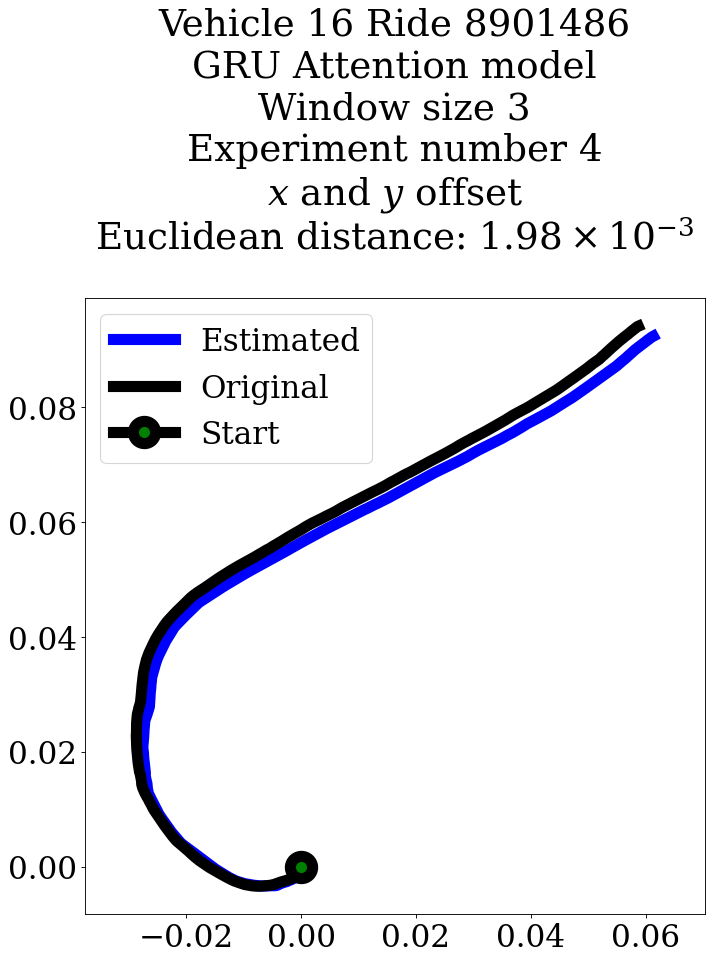 Vehicle 16 Ride 8901486
GRU Attention model
Window size 3
Experiment number 4
x and y offset
Euclidean distance: 1.98 × 10⁻³
Estimated
Original
Start
0.08
0.06
0.04
0.02
0.00
−0.02 0.00 0.02 0.04 0.06